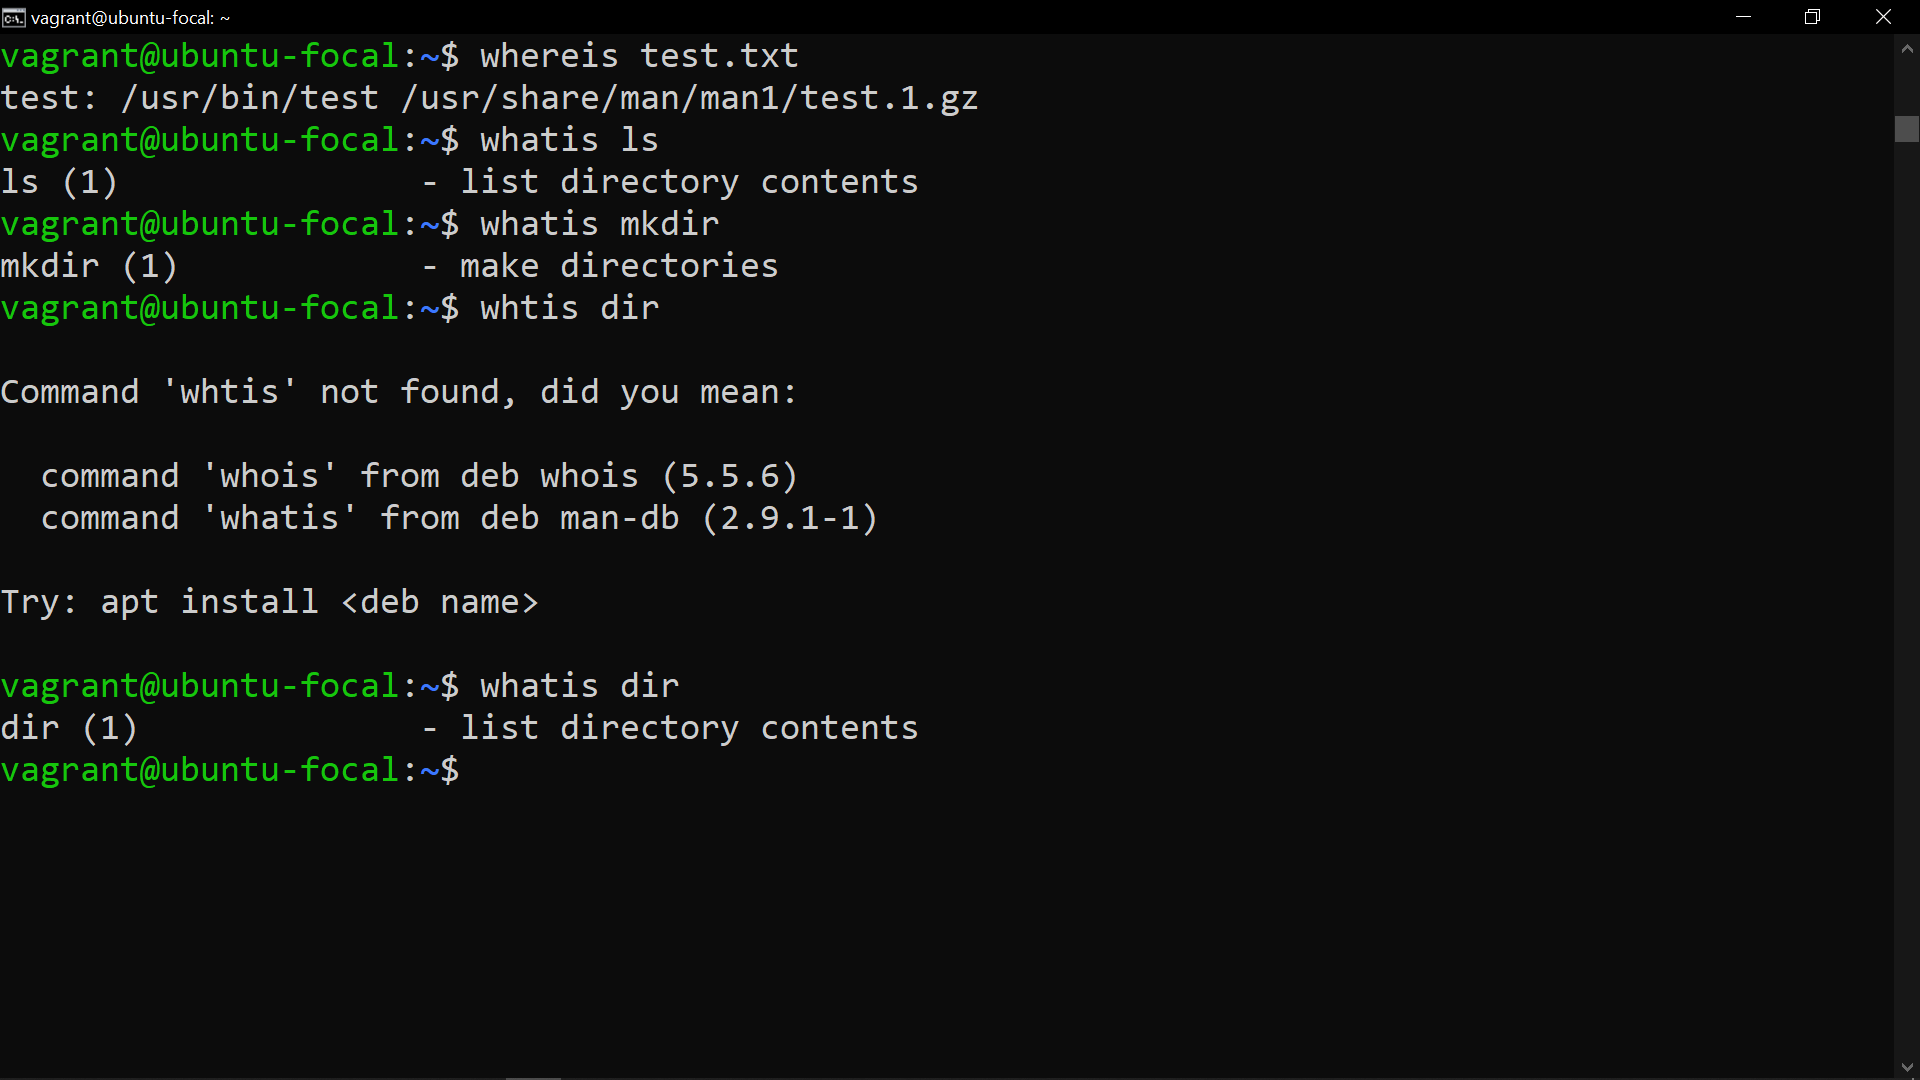 vagrant@ubuntu-focal: ~
vagrant@ubuntu-focal:~$ whereis test.txt
test: /usr/bin/test /usr/share/man/man1/test.1.gz
vagrant@ubuntu-focal:~$ whatis ls
ls (1)               - list directory contents
vagrant@ubuntu-focal:~$ whatis mkdir
mkdir (1)            - make directories
vagrant@ubuntu-focal:~$ whtis dir
Command 'whtis' not found, did you mean:
  command 'whois' from deb whois (5.5.6)
  command 'whatis' from deb man-db (2.9.1-1)
Try: apt install <deb name>
vagrant@ubuntu-focal:~$ whatis dir
dir (1)              - list directory contents
vagrant@ubuntu-focal:~$